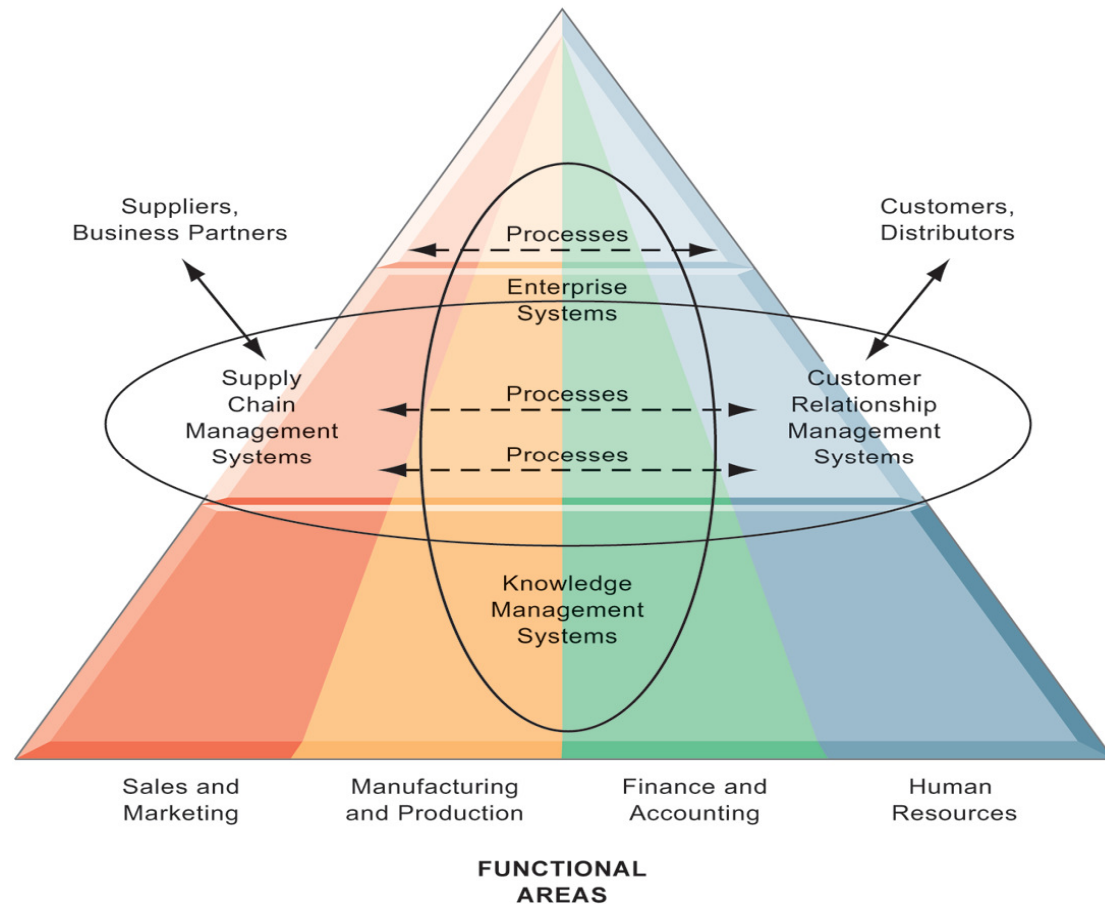 Suppliers,
Business Partners
Customers,
Distributors
Processes
Enterprise
Systems
Supply
Chain
Management
Systems
Processes
Processes
Customer
Relationship
Management
Systems
Knowledge
Management
Systems
Sales and
Marketing
Manufacturing
and Production
Finance and
Accounting
Human
Resources
FUNCTIONAL
AREAS